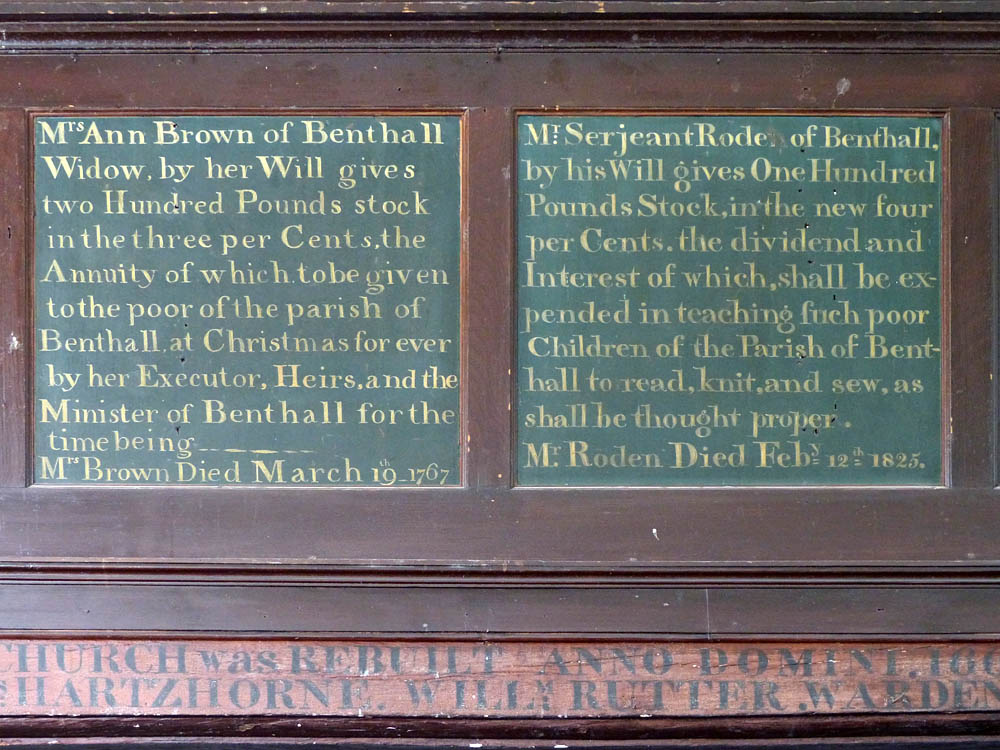 Mrs Ann Brown of Benthall
Widow, by her Will gives
two Hundred Pounds stock
in the three per Cents, the
Annuity of which to be given
to the poor of the parish of
Benthall, at Christmas for ever
by her Executor, Heirs, and the
Minister of Benthall for the
time being
Mrs Brown Died March 19th 1767
Mr. Serjeant Roden of Benthall,
by his Will gives One Hundred
Pounds Stock, in the new four
per Cents. the dividend and
Interest of which, shall be ex-
pended in teaching ſuch poor
Children of the Parish of Bent-
hall to read, knit, and sew, as
shall be thought proper.
Mr. Roden Died Feby 12th 1825.
CHURCH was REBUILT ANNO DOMINI. 166
HARTZHORNE. WILLM RUTTER. WARDEN